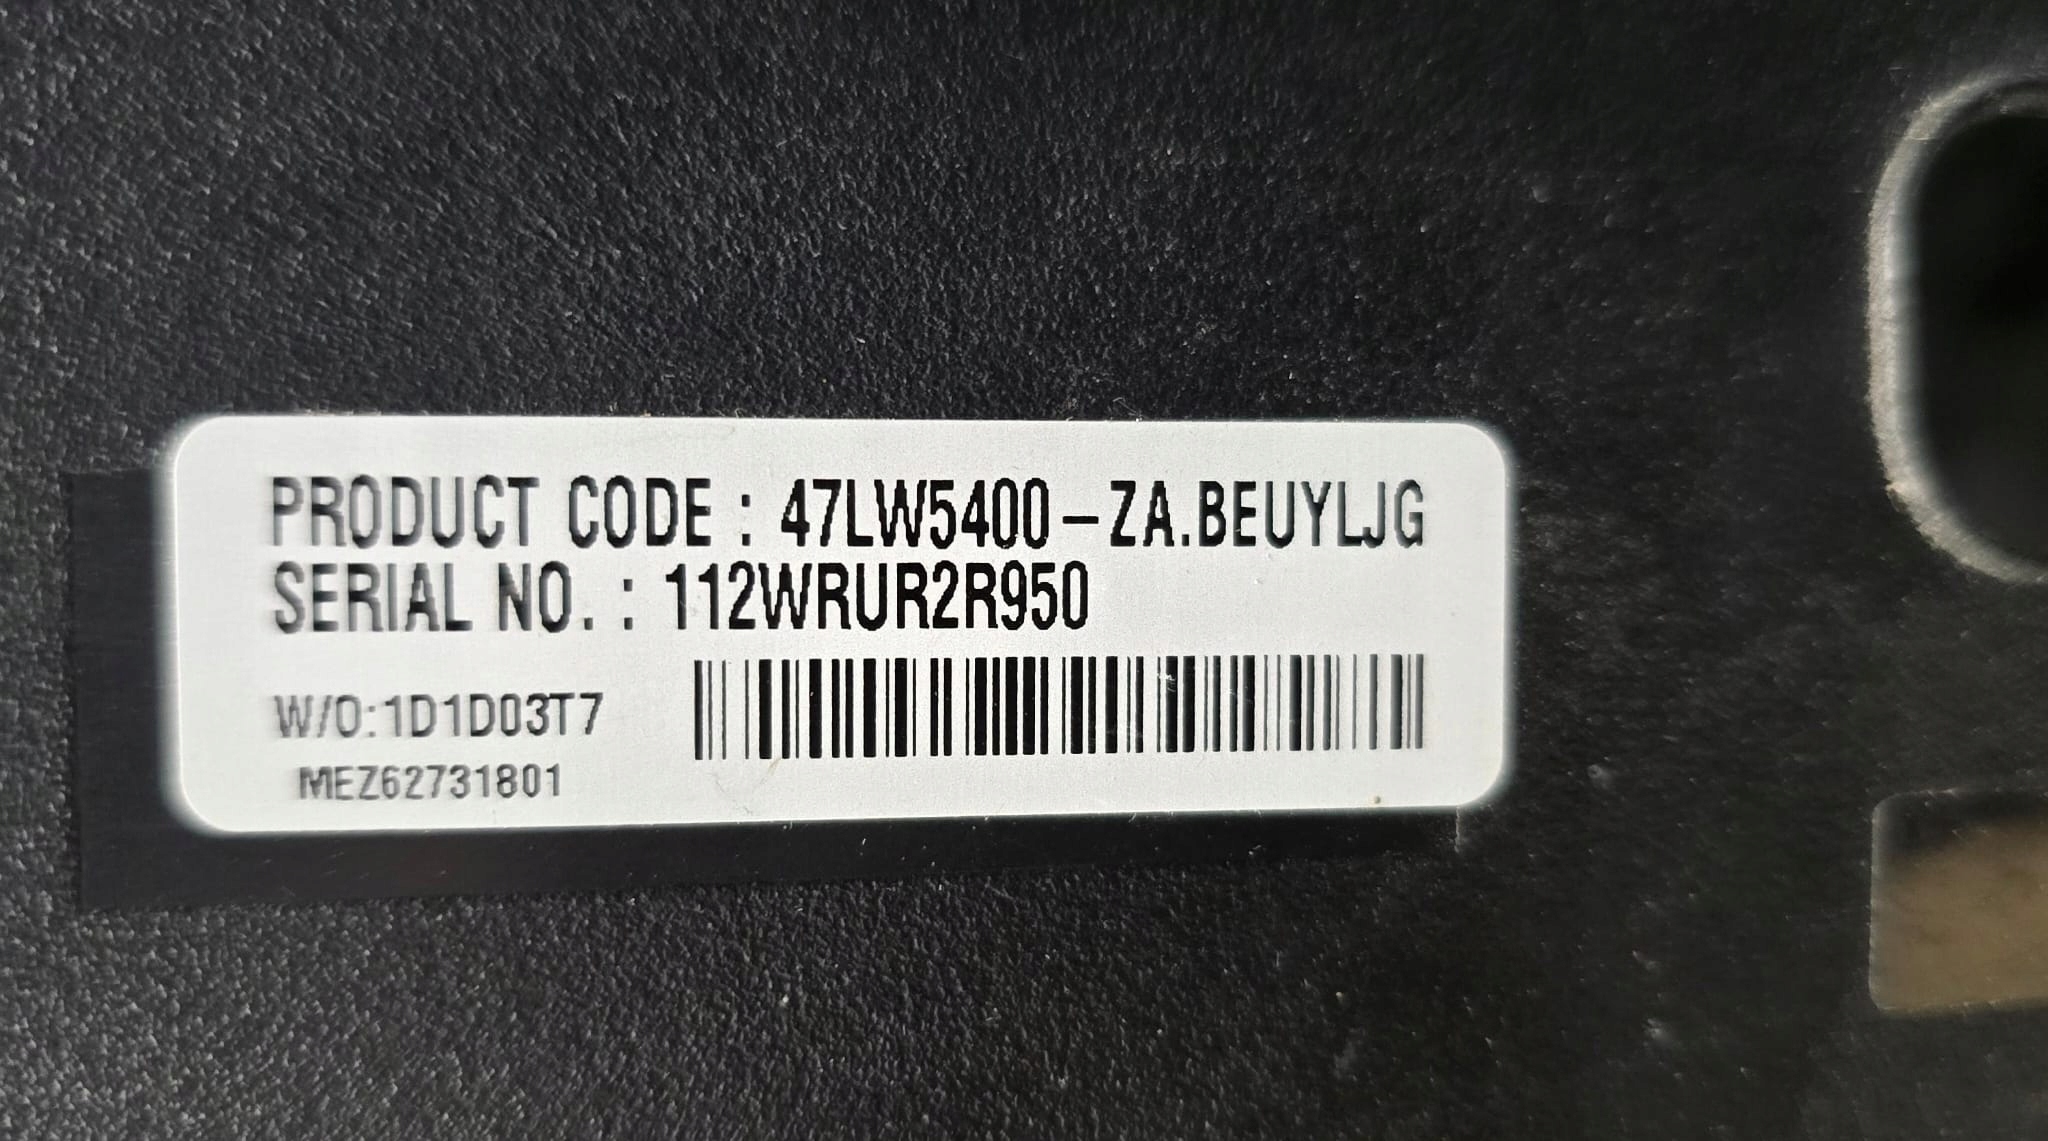 PRODUCT CODE : 47LW5400-ZA.BEUYLJG
SERIAL NO. : 112WRUR2R950
W/O:1D1D03T7
MEZ62731801